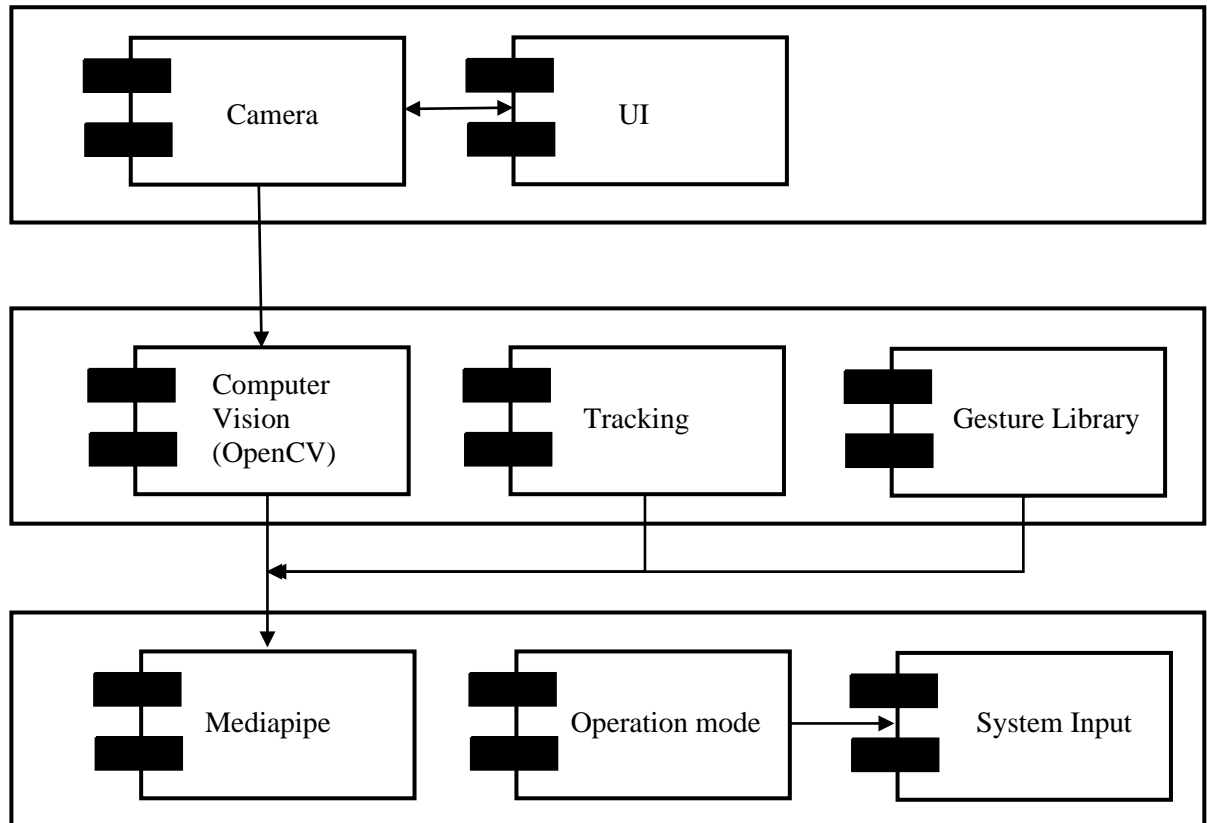 Camera
UI
Computer
Vision
(OpenCV)
Tracking
Gesture Library
Mediapipe
Operation mode
System Input